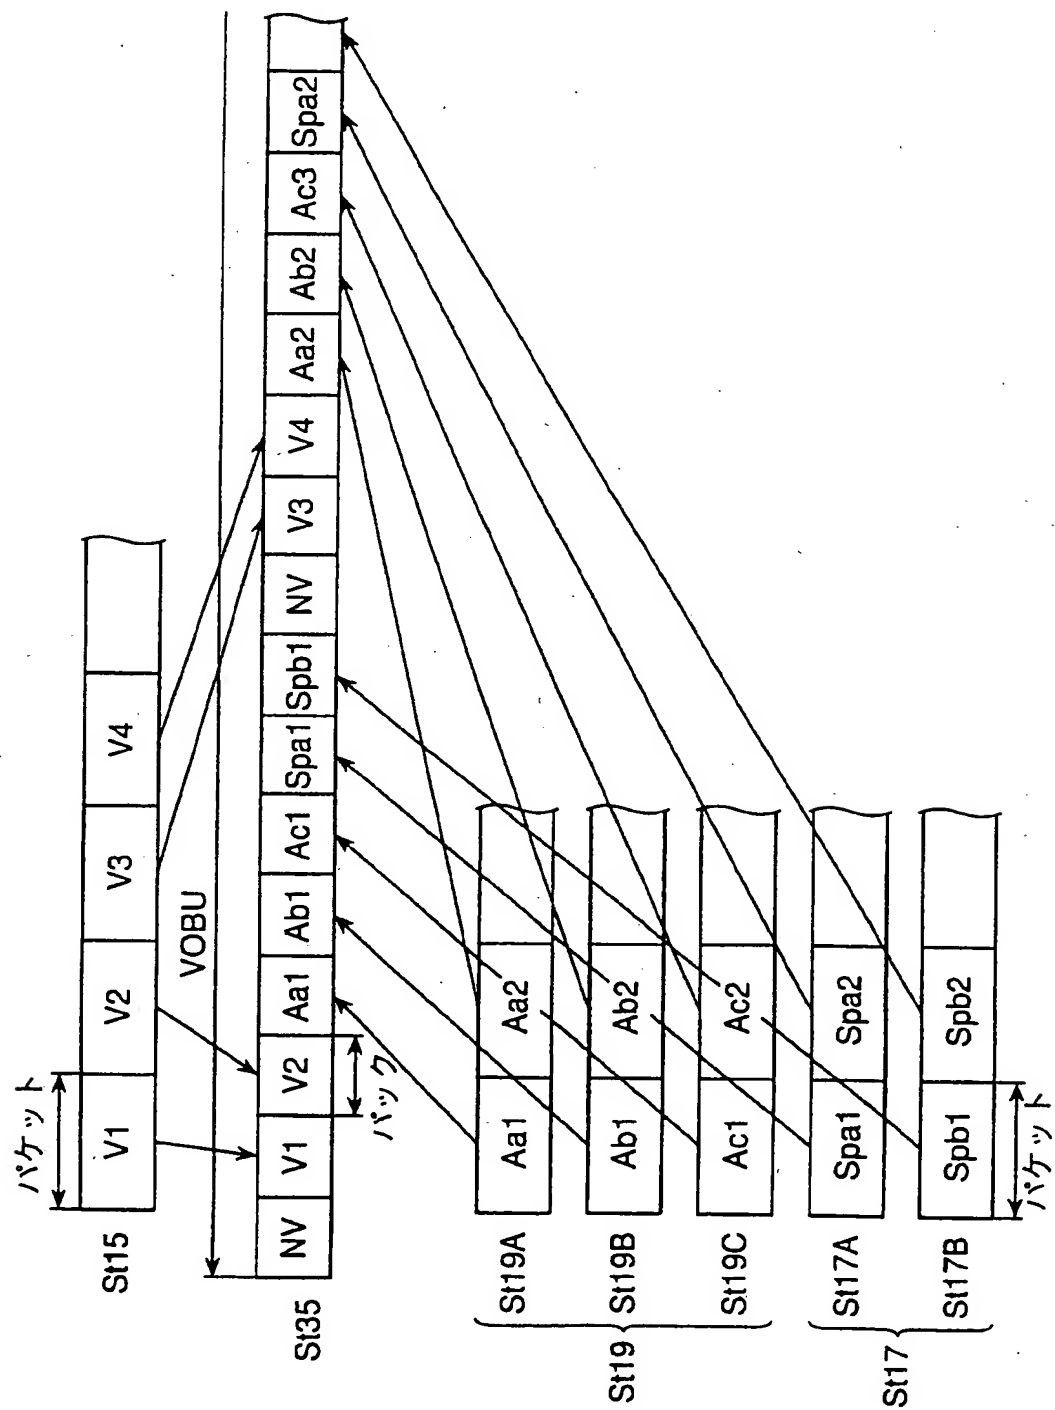 パケット
St15 V1 V2 V3 V4
VOBU
St35 NV V1 V2 Aa1 Ab1 Ac1 Spa1 Spb1 NV V3 V4 Aa2 Ab2 Ac3 Spa2
パック
St19
St19A Aa1 Aa2
St19B Ab1 Ab2
St19C Ac1 Ac2
St17
St17A Spa1 Spa2
St17B Spb1 Spb2
パケット